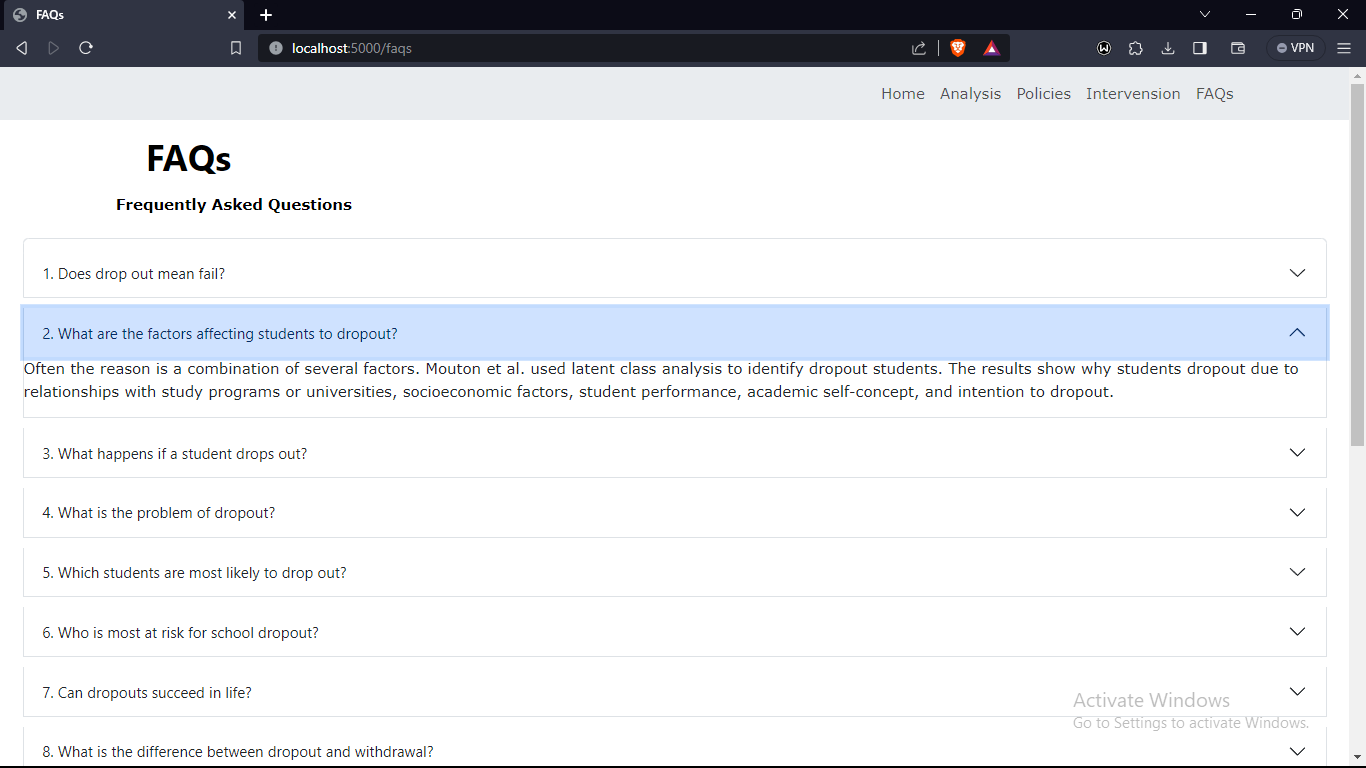 FAQs
localhost:5000/faqs
VPN
Home Analysis Policies Intervension FAQs
FAQs
Frequently Asked Questions
1. Does drop out mean fail?
2. What are the factors affecting students to dropout?
Often the reason is a combination of several factors. Mouton et al. used latent class analysis to identify dropout students. The results show why students dropout due to
relationships with study programs or universities, socioeconomic factors, student performance, academic self-concept, and intention to dropout.
3. What happens if a student drops out?
4. What is the problem of dropout?
5. Which students are most likely to drop out?
6. Who is most at risk for school dropout?
7. Can dropouts succeed in life?
Activate Windows
Go to Settings to activate Windows.
8. What is the difference between dropout and withdrawal?